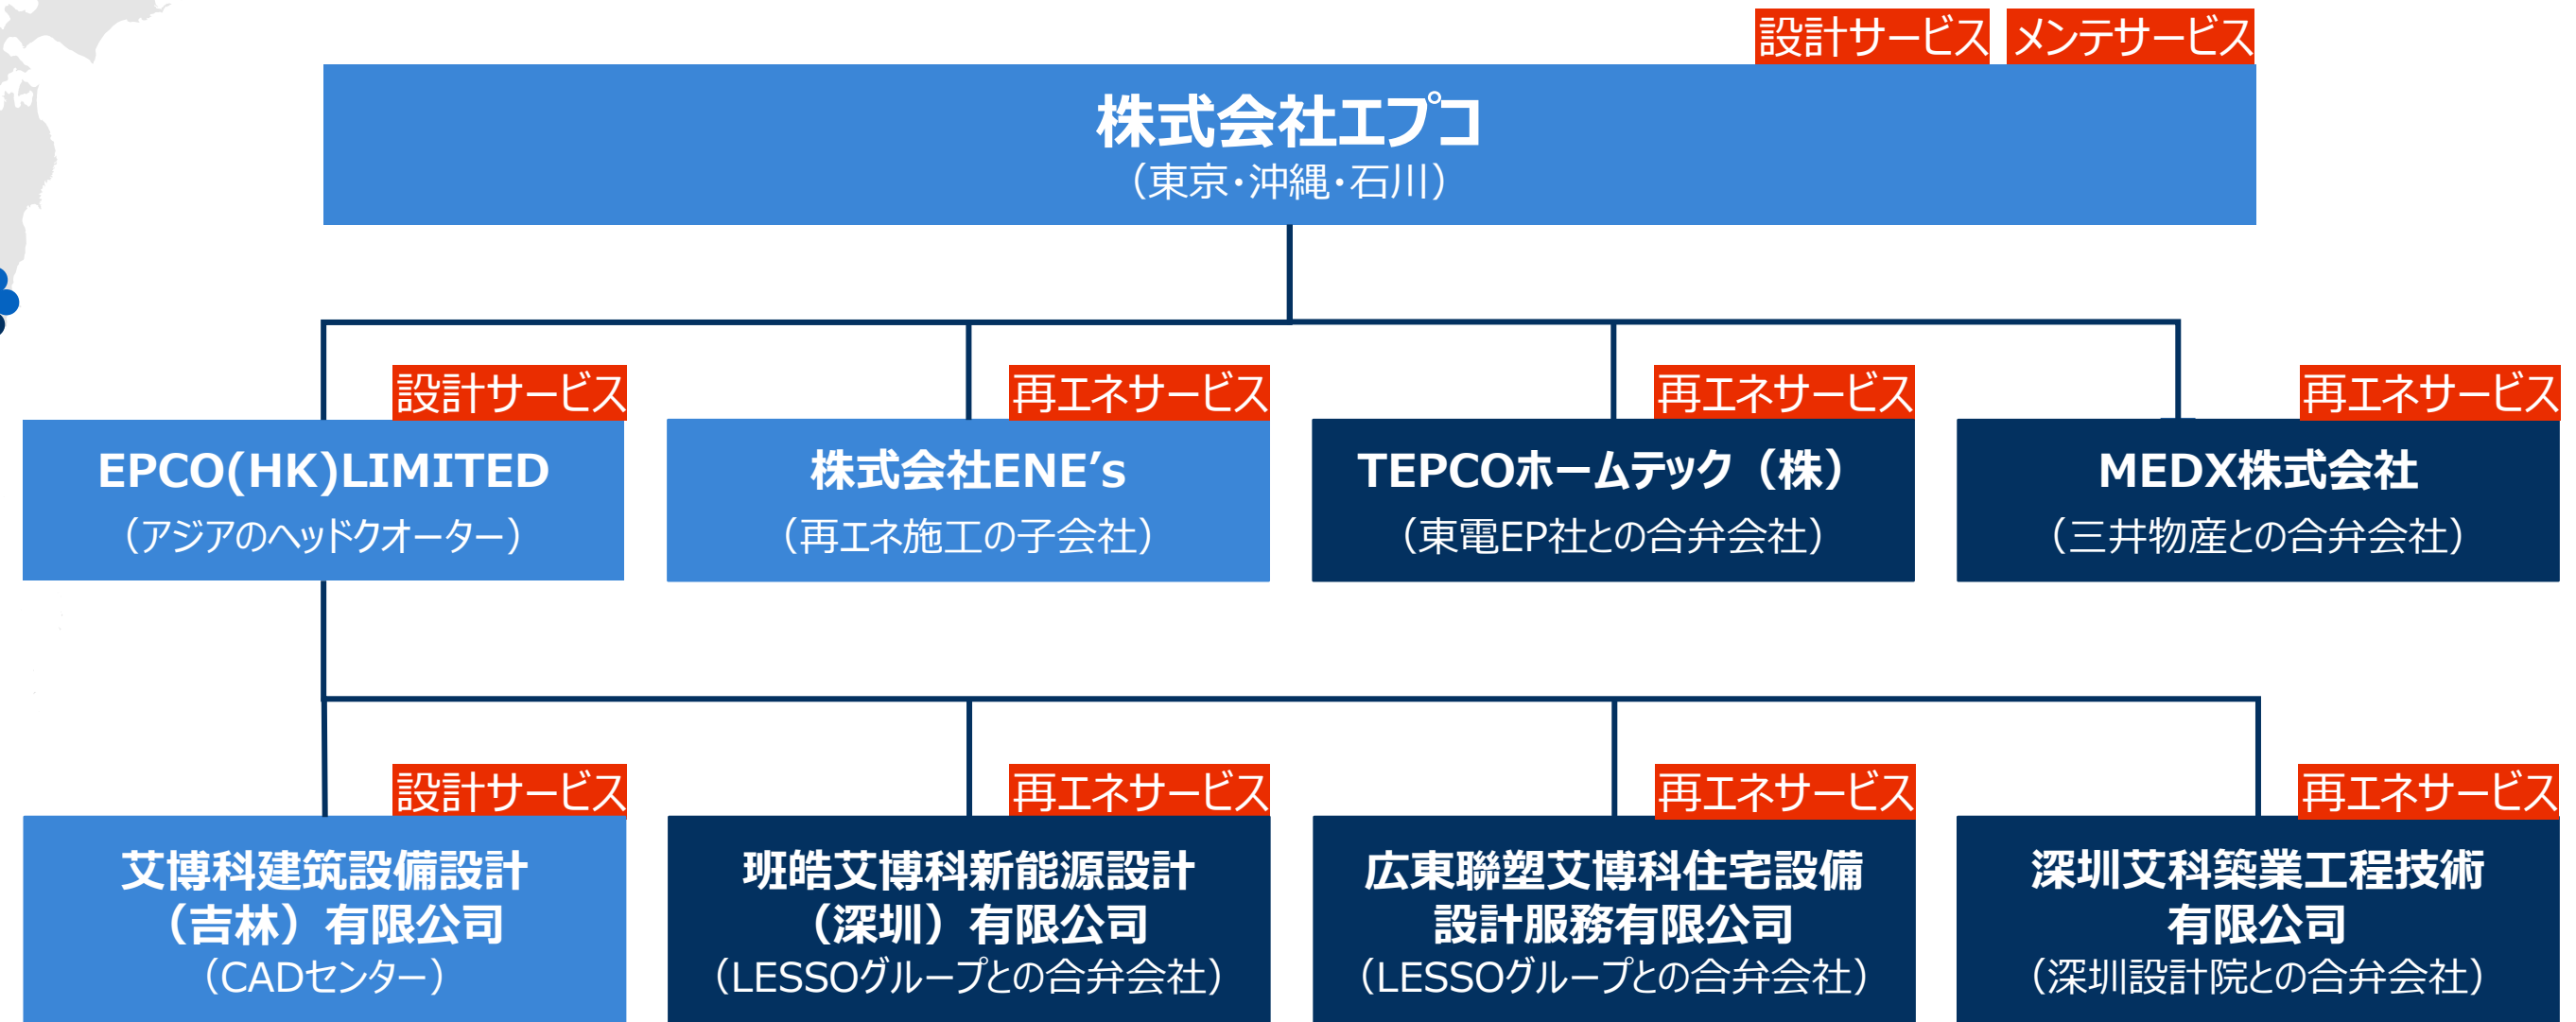 設計サービス
メンテサービス
株式会社エプコ
（東京・沖縄・石川）
設計サービス
EPCO(HK)LIMITED
（アジアのヘッドクオーター）
再エネサービス
株式会社ENE’s
（再エネ施工の子会社）
再エネサービス
TEPCOホームテック（株）
（東電EP社との合弁会社）
再エネサービス
MEDX株式会社
（三井物産との合弁会社）
設計サービス
艾博科建筑設備設計
（吉林）有限公司
（CADセンター）
再エネサービス
班皓艾博科新能源設計
（深圳）有限公司
（LESSOグループとの合弁会社）
再エネサービス
広東聯塑艾博科住宅設備
設計服務有限公司
（LESSOグループとの合弁会社）
再エネサービス
深圳艾科築業工程技術
有限公司
（深圳設計院との合弁会社）